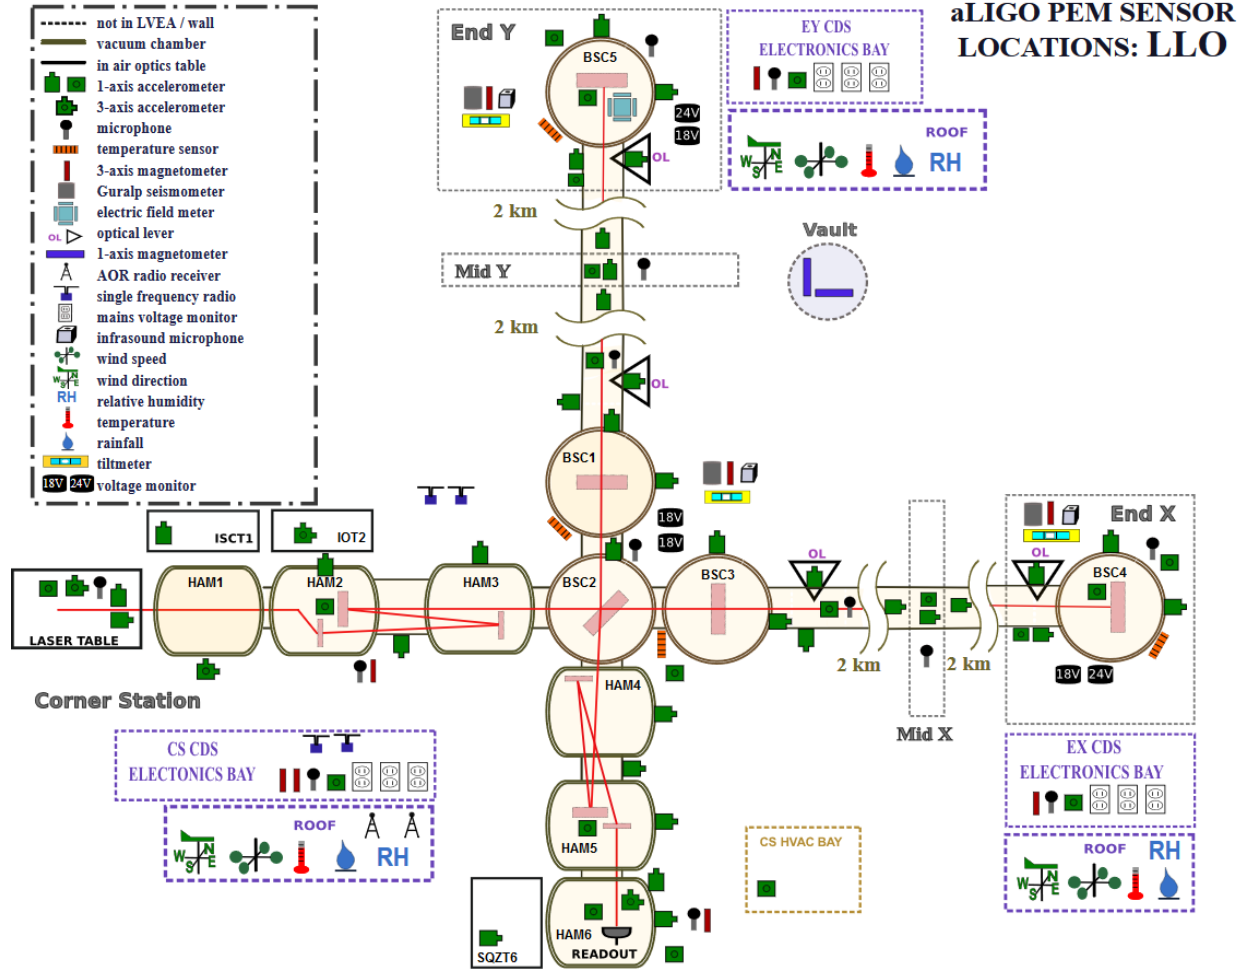 aLIGO PEM SENSOR
LOCATIONS: LLO
not in LVEA / wall
vacuum chamber
in air optics table
1-axis accelerometer
3-axis accelerometer
microphone
temperature sensor
3-axis magnetometer
Guralp seismometer
electric field meter
OL
optical lever
1-axis magnetometer
AOR radio receiver
single frequency radio
mains voltage monitor
infrasound microphone
wind speed
W S N E
wind direction
RH
relative humidity
temperature
rainfall
tiltmeter
18V 24V
voltage monitor
End Y
BSC5
24V
18V
OL
EY CDS
ELECTRONICS BAY
ROOF
W S N E
RH
2 km
Mid Y
Vault
2 km
OL
BSC1
18V
18V
ISCT1
IOT2
HAM1
HAM2
HAM3
BSC2
BSC3
OL
LASER TABLE
2 km
Mid X
2 km
End X
OL
BSC4
18V 24V
Corner Station
HAM4
HAM5
HAM6
READOUT
SQZT6
CS CDS
ELECTONICS BAY
ROOF
W S N E
RH
CS HVAC BAY
EX CDS
ELECTRONICS BAY
ROOF
RH
W S N E